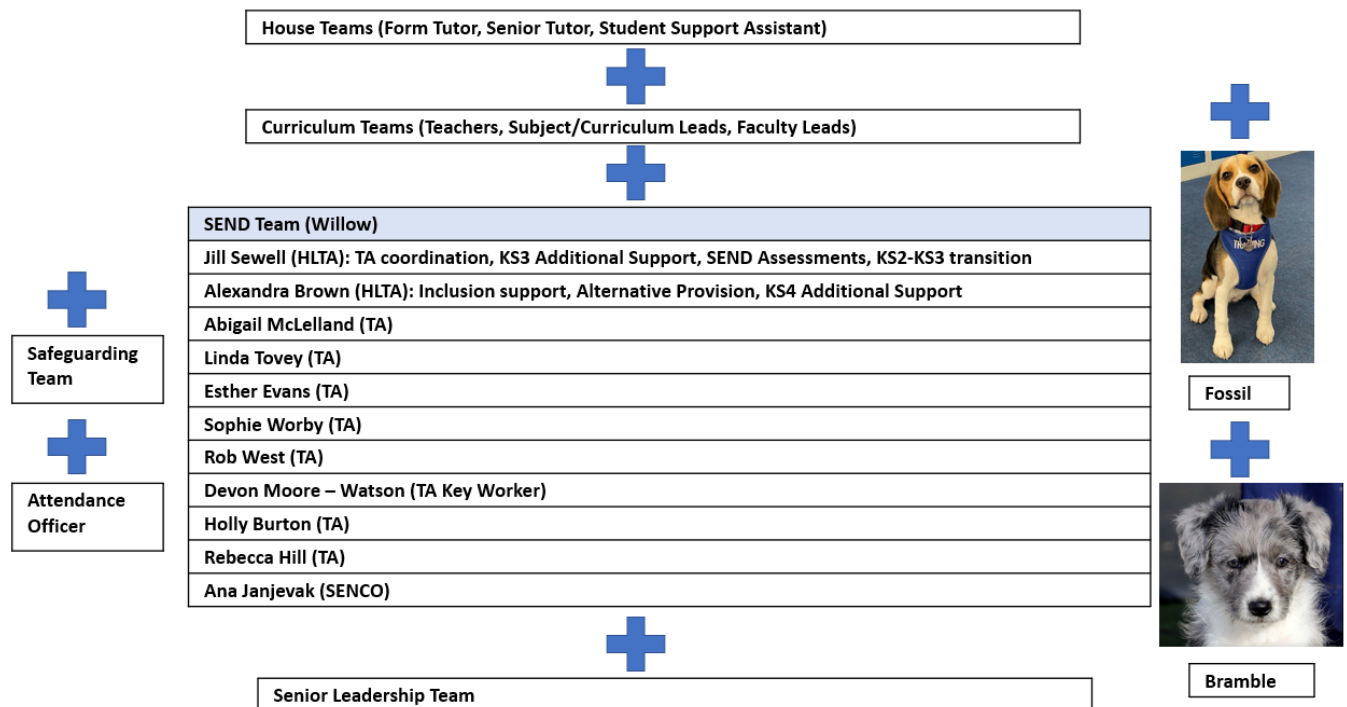 House Teams (Form Tutor, Senior Tutor, Student Support Assistant)
Curriculum Teams (Teachers, Subject/Curriculum Leads, Faculty Leads)
SEND Team (Willow)
Jill Sewell (HLTA): TA coordination, KS3 Additional Support, SEND Assessments, KS2-KS3 transition
Alexandra Brown (HLTA): Inclusion support, Alternative Provision, KS4 Additional Support
Abigail McLelland (TA)
Linda Tovey (TA)
Esther Evans (TA)
Sophie Worby (TA)
Rob West (TA)
Devon Moore – Watson (TA Key Worker)
Holly Burton (TA)
Rebecca Hill (TA)
Ana Janjevak (SENCO)
Safeguarding
Team
Attendance
Officer
Fossil
Bramble
Senior Leadership Team